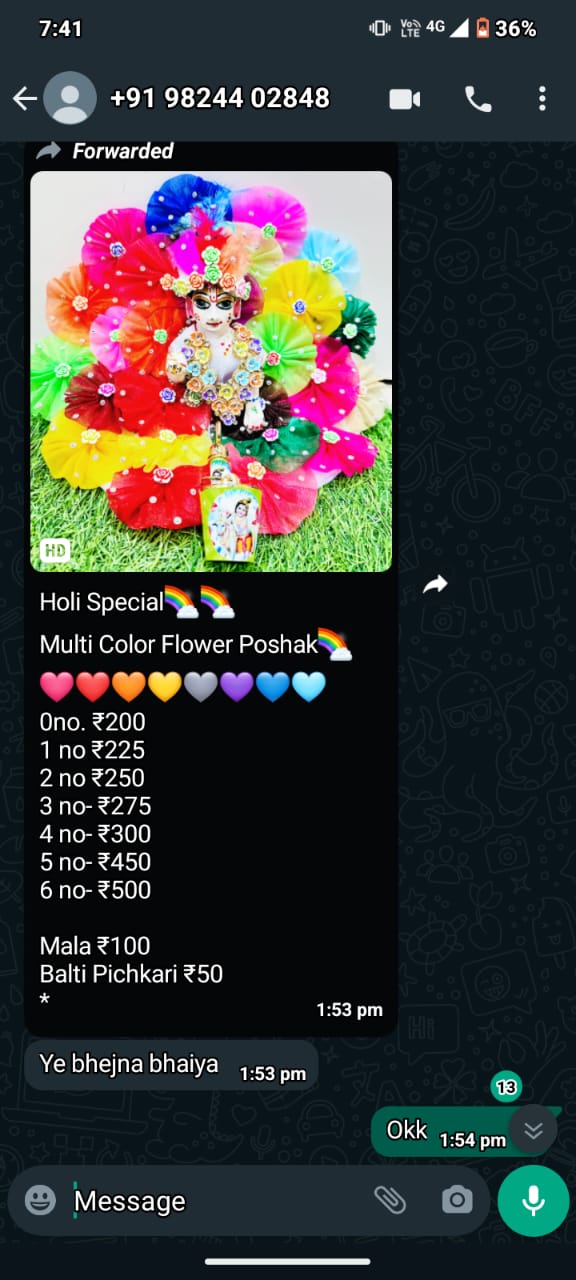 7:41
Vo LTE 4G 36%
+91 98244 02848
Forwarded
HD
Holi Special🌈🌈
Multi Color Flower Poshak🌈
🩷❤️🧡💛🩶💜💙🩵
0no. ₹200
1 no ₹225
2 no ₹250
3 no- ₹275
4 no- ₹300
5 no- ₹450
6 no- ₹500
Mala ₹100
Balti Pichkari ₹50
*
1:53 pm
Ye bhejna bhaiya 1:53 pm
13
Okk 1:54 pm
Message